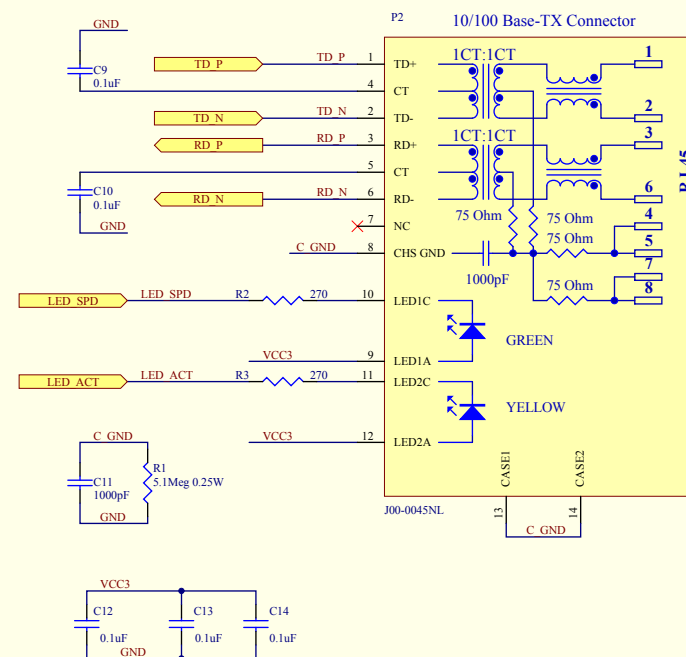 P2 10/100 Base-TX Connector
GND
C9
0.1uF
TD_P TD_P 1 TD+ 1CT:1CT 1
4 CT
TD_N TD_N 2 TD- 2
RD_P RD_P 3 RD+ 1CT:1CT 3
5 CT
C10
0.1uF
GND
RD_N RD_N 6 RD- 6
RJ-45
7 NC 75 Ohm 75 Ohm 4
C_GND 8 CHS GND 75 Ohm 5
1000pF 75 Ohm 7
8
LED_SPD LED_SPD R2 270 10 LED1C
GREEN
VCC3 9 LED1A
LED_ACT LED_ACT R3 270 11 LED2C
YELLOW
VCC3 12 LED2A
C_GND
C11
1000pF
R1
5.1Meg 0.25W
GND
CASE1 CASE2
J00-0045NL 13 14
C_GND
VCC3
C12 C13 C14
0.1uF 0.1uF 0.1uF
GND